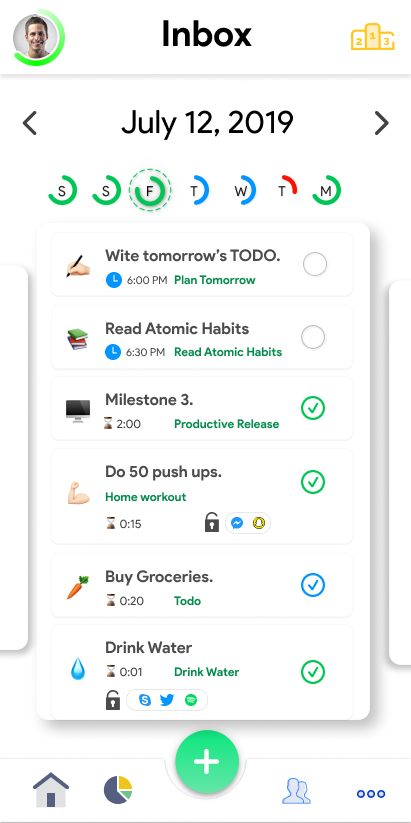 Inbox
2 1 3
July 12, 2019
S S F T W T M
Wite tomorrow's TODO.
6:00 PM Plan Tomorrow
Read Atomic Habits
6:30 PM Read Atomic Habits
Milestone 3.
2:00 Productive Release
Do 50 push ups.
Home workout
0:15
Buy Groceries.
0:20 Todo
Drink Water
0:01 Drink Water